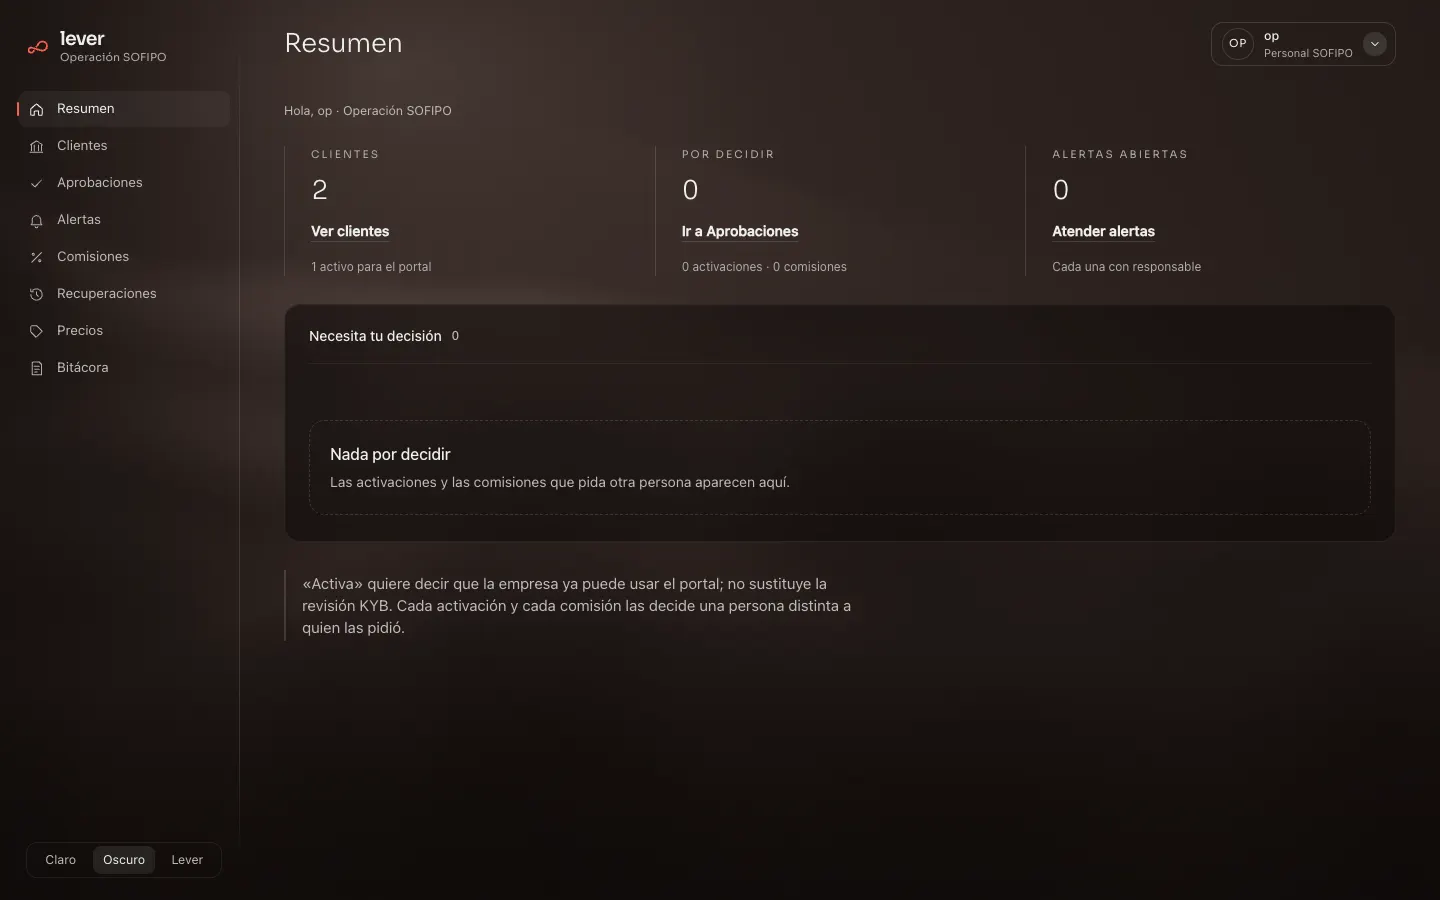 lever
Operación SOFIPO
Resumen
Clientes
Aprobaciones
Alertas
Comisiones
Recuperaciones
Precios
Bitácora
Claro
Oscuro
Lever
Resumen
OP
op
Personal SOFIPO
Hola, op · Operación SOFIPO
CLIENTES
2
Ver clientes
1 activo para el portal
POR DECIDIR
0
Ir a Aprobaciones
0 activaciones · 0 comisiones
ALERTAS ABIERTAS
0
Atender alertas
Cada una con responsable
Necesita tu decisión 0
Nada por decidir
Las activaciones y las comisiones que pida otra persona aparecen aquí.
«Activa» quiere decir que la empresa ya puede usar el portal; no sustituye la
revisión KYB. Cada activación y cada comisión las decide una persona distinta a
quien las pidió.